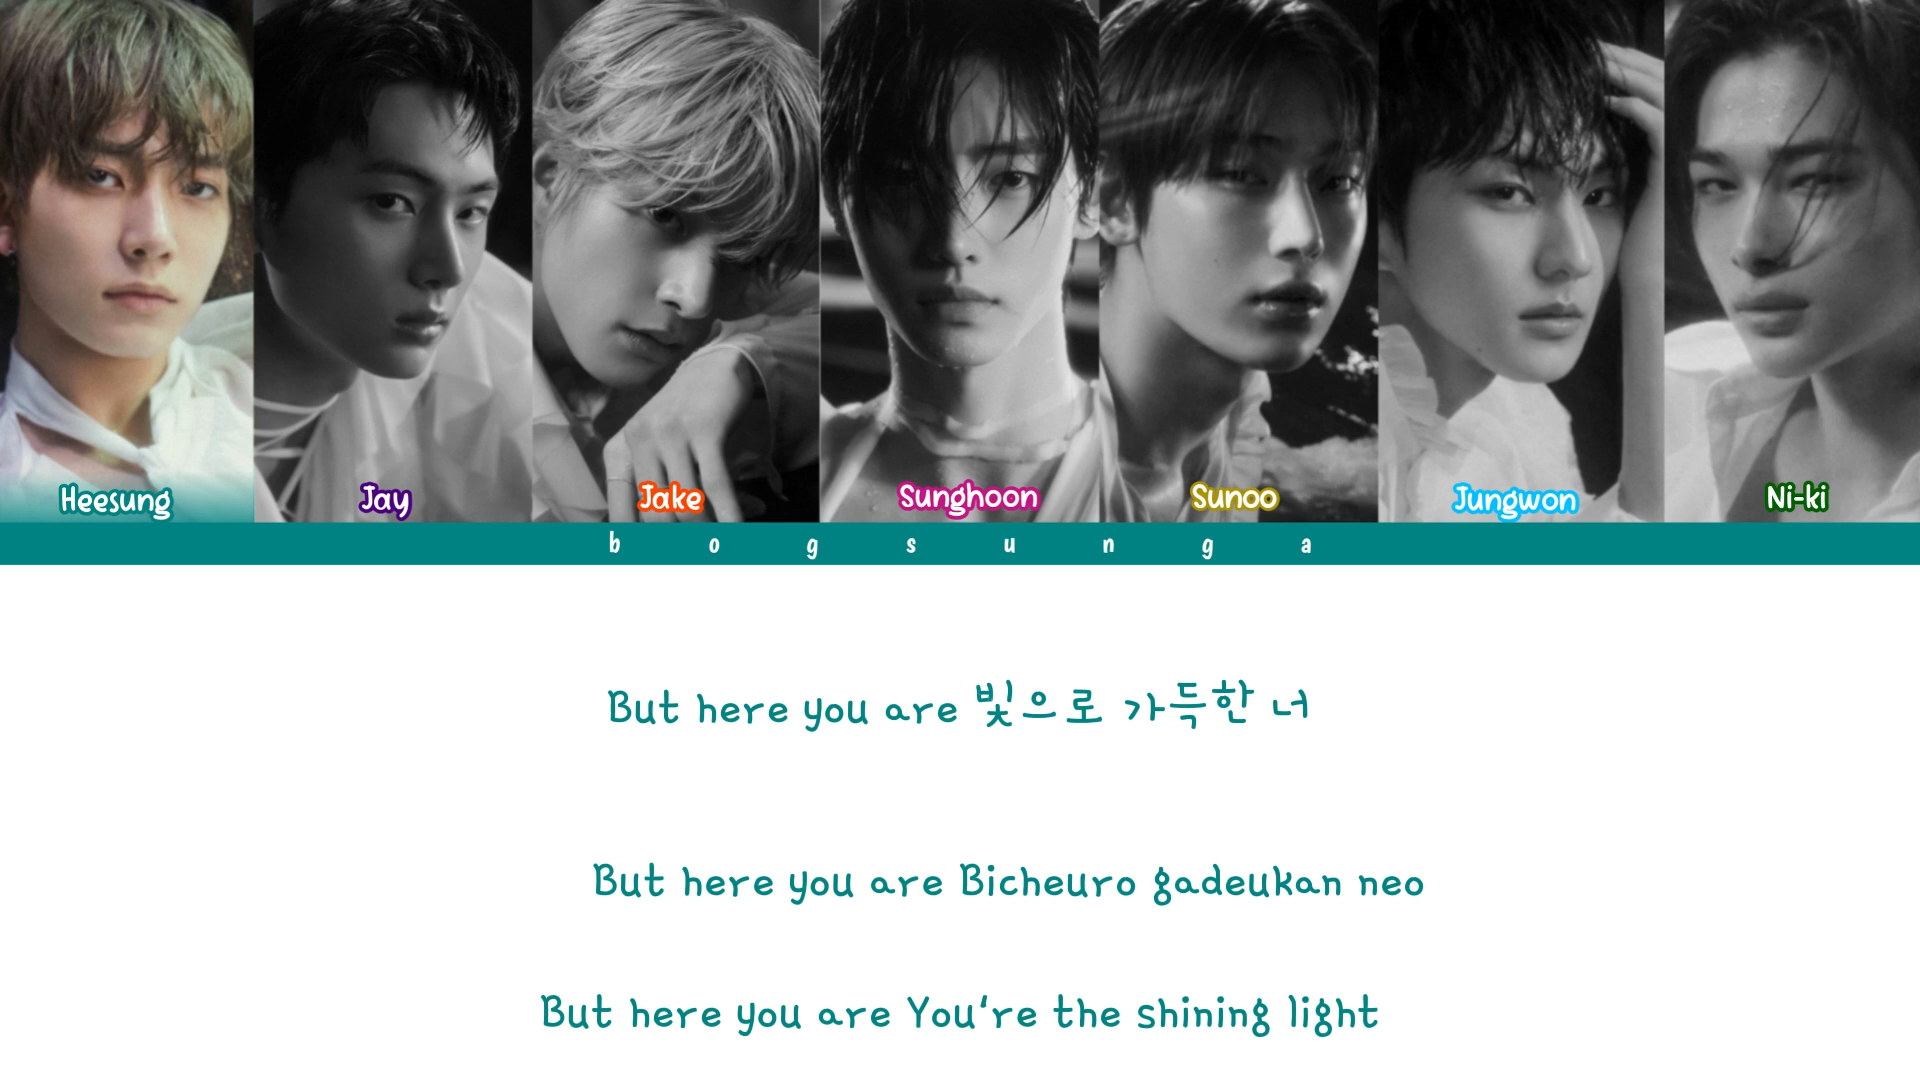 Heesung Jay Jake Sunghoon Sunoo Jungwon Ni-ki
b o g s u n g a
But here you are 빛으로 가득한 너
But here you are Bicheuro gadeukan neo
But here you are You're the shining light